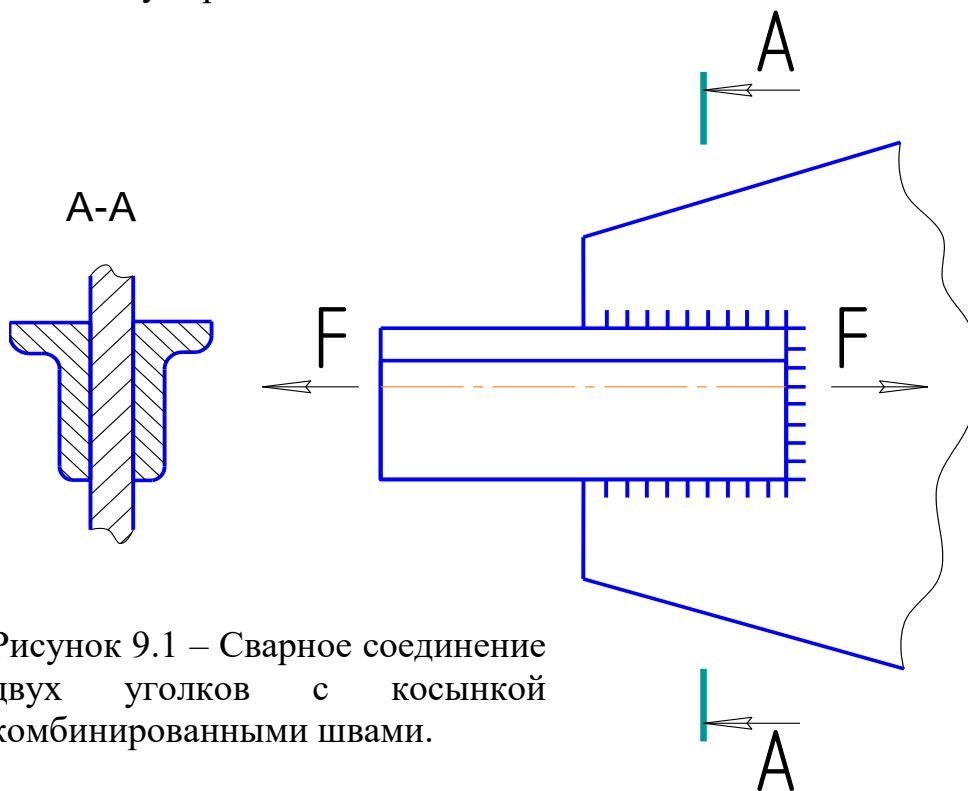 A
A-A
F
F
Рисунок 9.1 – Сварное соединение
двух уголков с косынкой
комбинированными швами.
A